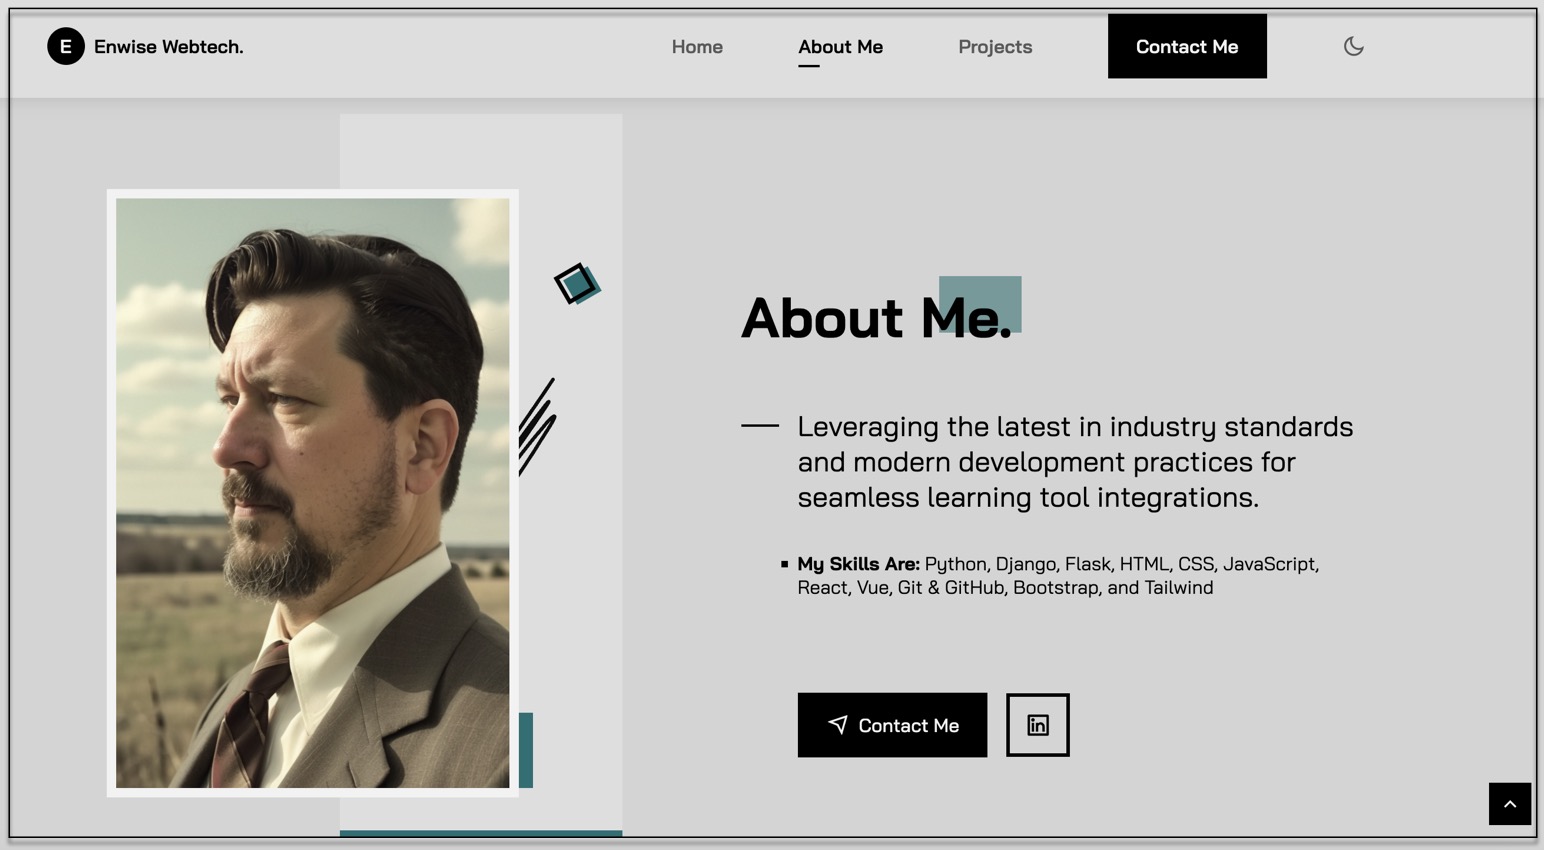 E Enwise Webtech.
Home
About Me
Projects
Contact Me
About Me.
Leveraging the latest in industry standards
and modern development practices for
seamless learning tool integrations.
My Skills Are: Python, Django, Flask, HTML, CSS, JavaScript,
React, Vue, Git & GitHub, Bootstrap, and Tailwind
Contact Me
in